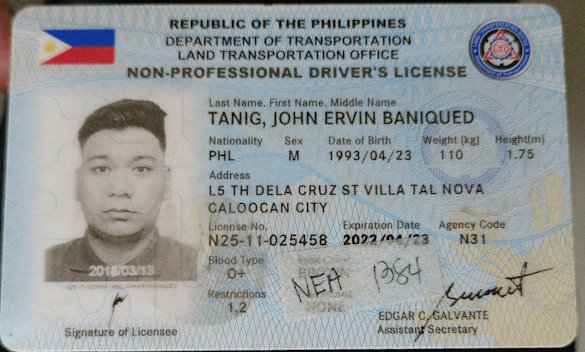 REPUBLIC OF THE PHILIPPINES
DEPARTMENT OF TRANSPORTATION
LAND TRANSPORTATION OFFICE
NON-PROFESSIONAL DRIVER'S LICENSE
Last Name. First Name. Middle Name
TANIG, JOHN ERVIN BANIQUED
Nationality Sex Date of Birth Weight (kg) Height(m)
PHL M 1993/04/23 110 1.75
Address
L5 TH DELA CRUZ ST VILLA TAL NOVA
CALOOCAN CITY
License No. Expiration Date Agency Code
N25-11-025458 2022/04/23 N31
Blood Type
O+
NEA 1384
Restrictions
1,2 NONE
2018/03/13
EDGAR C. GALVANTE
Assistant Secretary
Signature of Licensee
LTO